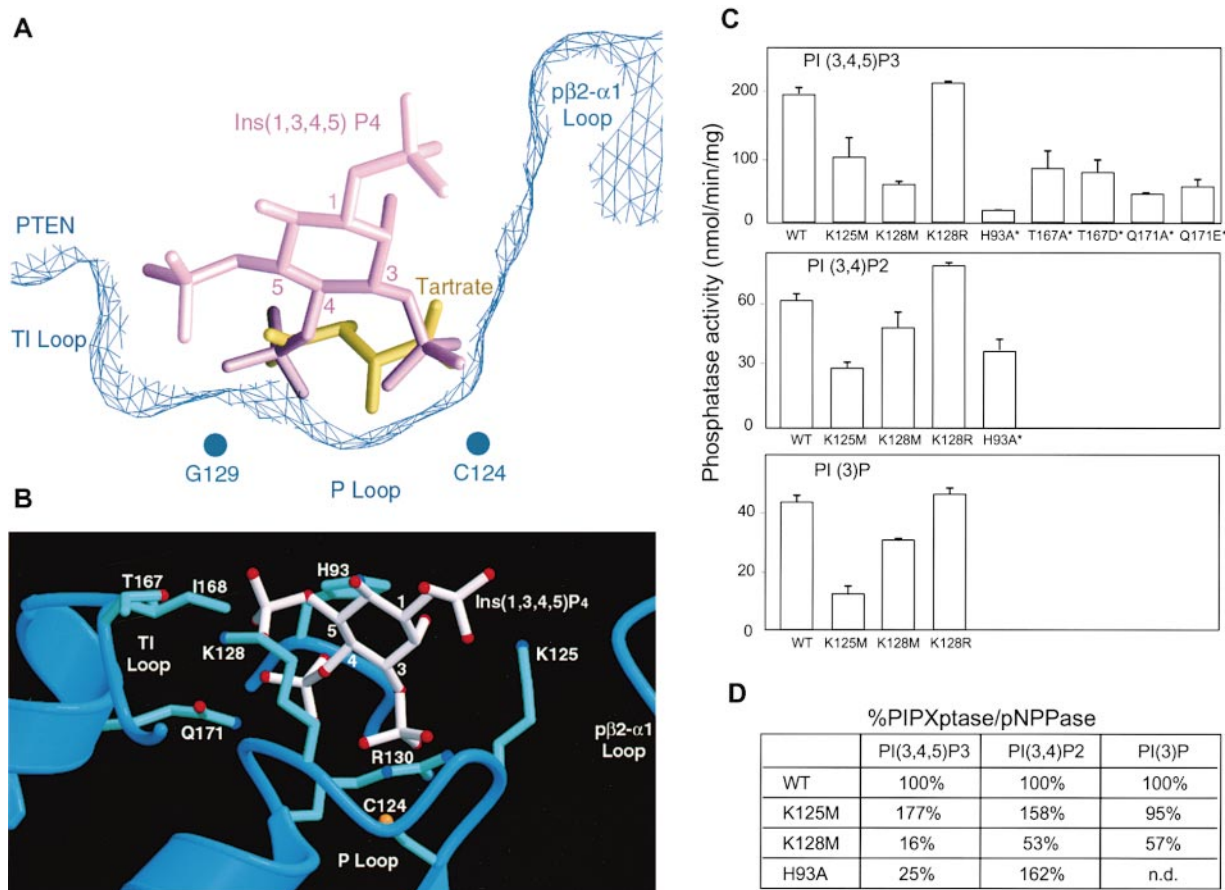 A
Ins(1,3,4,5) P4
pβ2-α1
Loop
1
PTEN
5
3
4
Tartrate
TI Loop
G129
P Loop
C124
B
T167
I168
H93
1
Ins(1,3,4,5)P4
TI
Loop
5
K128
4
3
K125
Q171
R130
pβ2-α1
Loop
C124
P Loop
C
Phosphatase activity (nmol/min/mg)
PI (3,4,5)P3
200
100
0
WT K125M K128M K128R H93A* T167A* T167D* Q171A* Q171E*
PI (3,4)P2
60
30
0
WT K125M K128M K128R H93A*
PI (3)P
40
20
0
WT K125M K128M K128R
D
%PIPXptase/pNPPase
PI(3,4,5)P3 PI(3,4)P2 PI(3)P
WT 100% 100% 100%
K125M 177% 158% 95%
K128M 16% 53% 57%
H93A 25% 162% n.d.